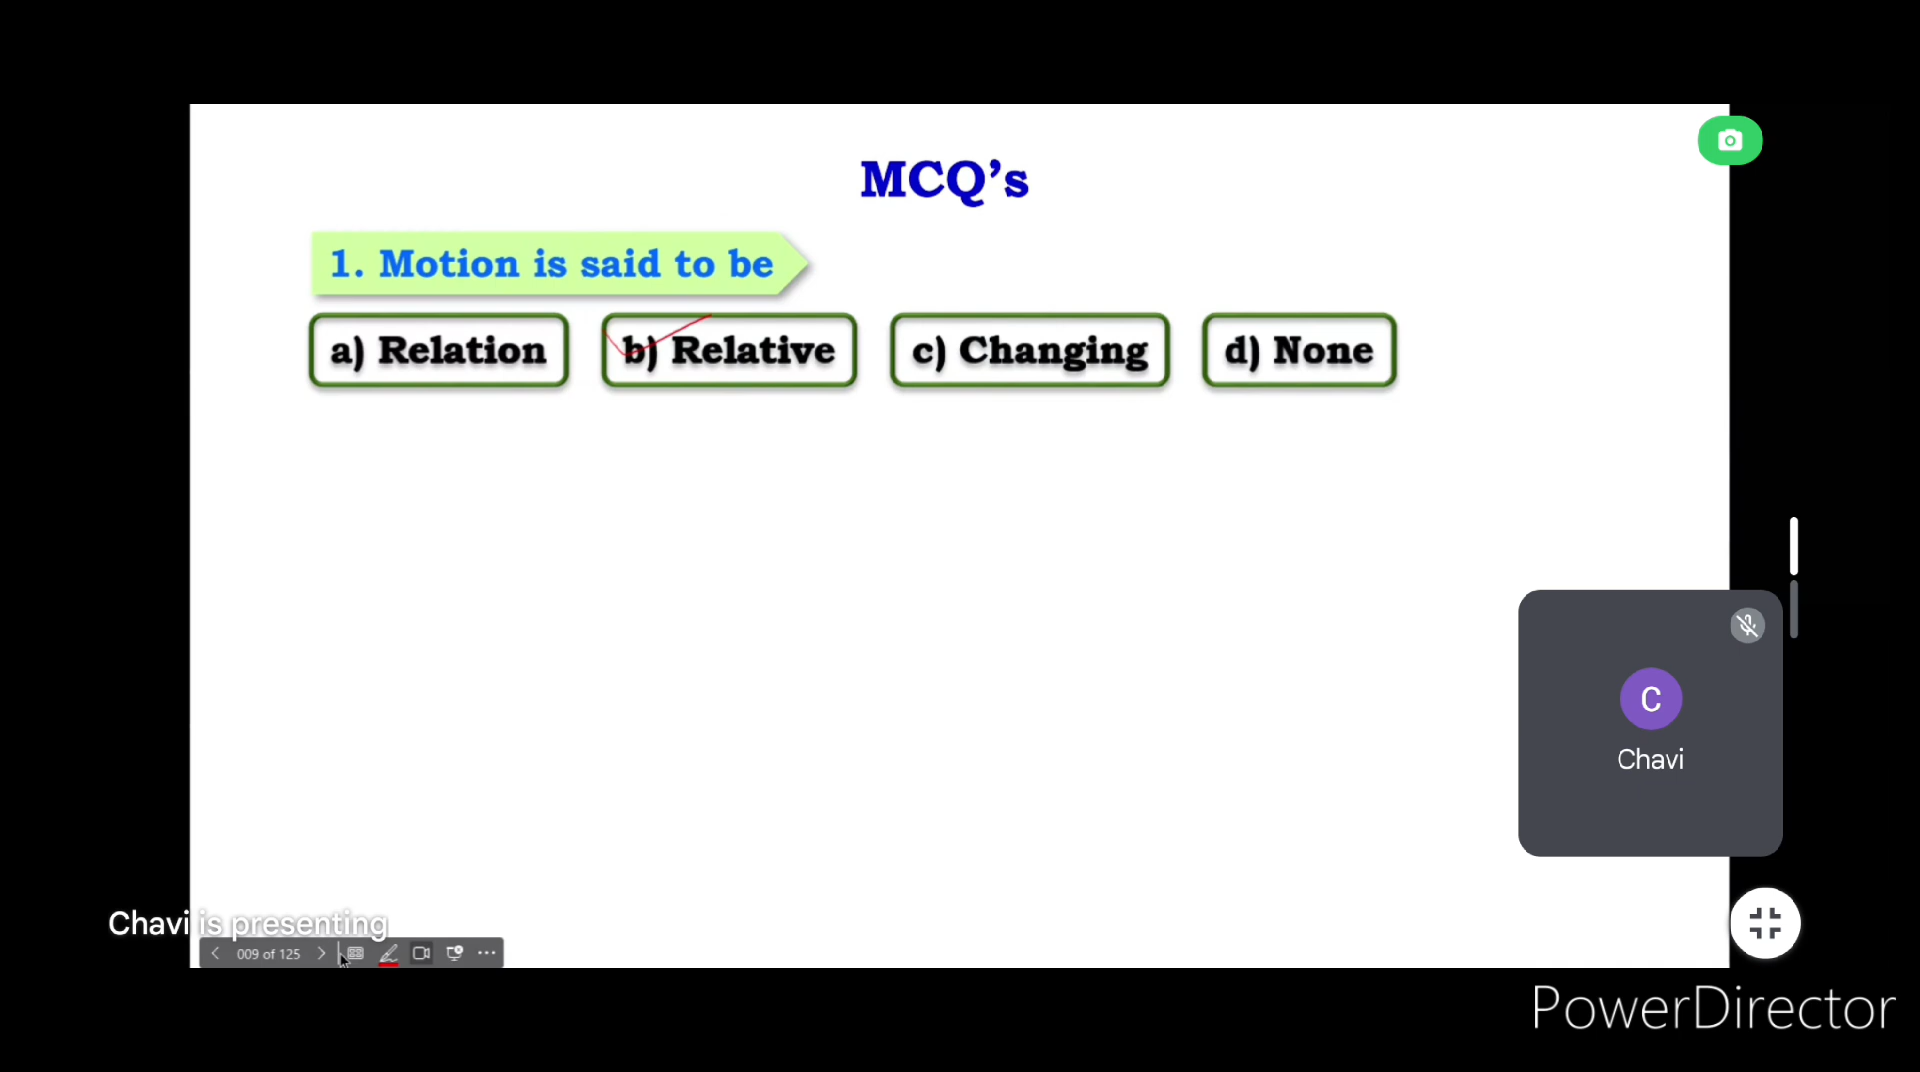 MCQ’s
1. Motion is said to be
a) Relation b) Relative c) Changing d) None
C
Chavi
Chavi is presenting
009 of 125
PowerDirector